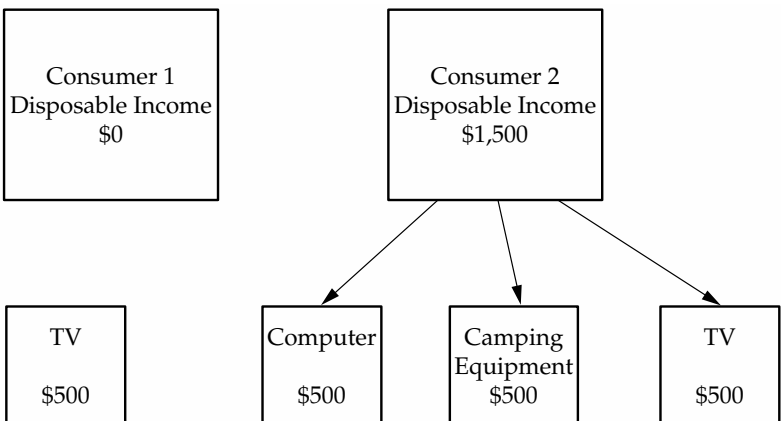 Consumer 1
Disposable Income
$0
Consumer 2
Disposable Income
$1,500
TV
$500
Computer
$500
Camping
Equipment
$500
TV
$500